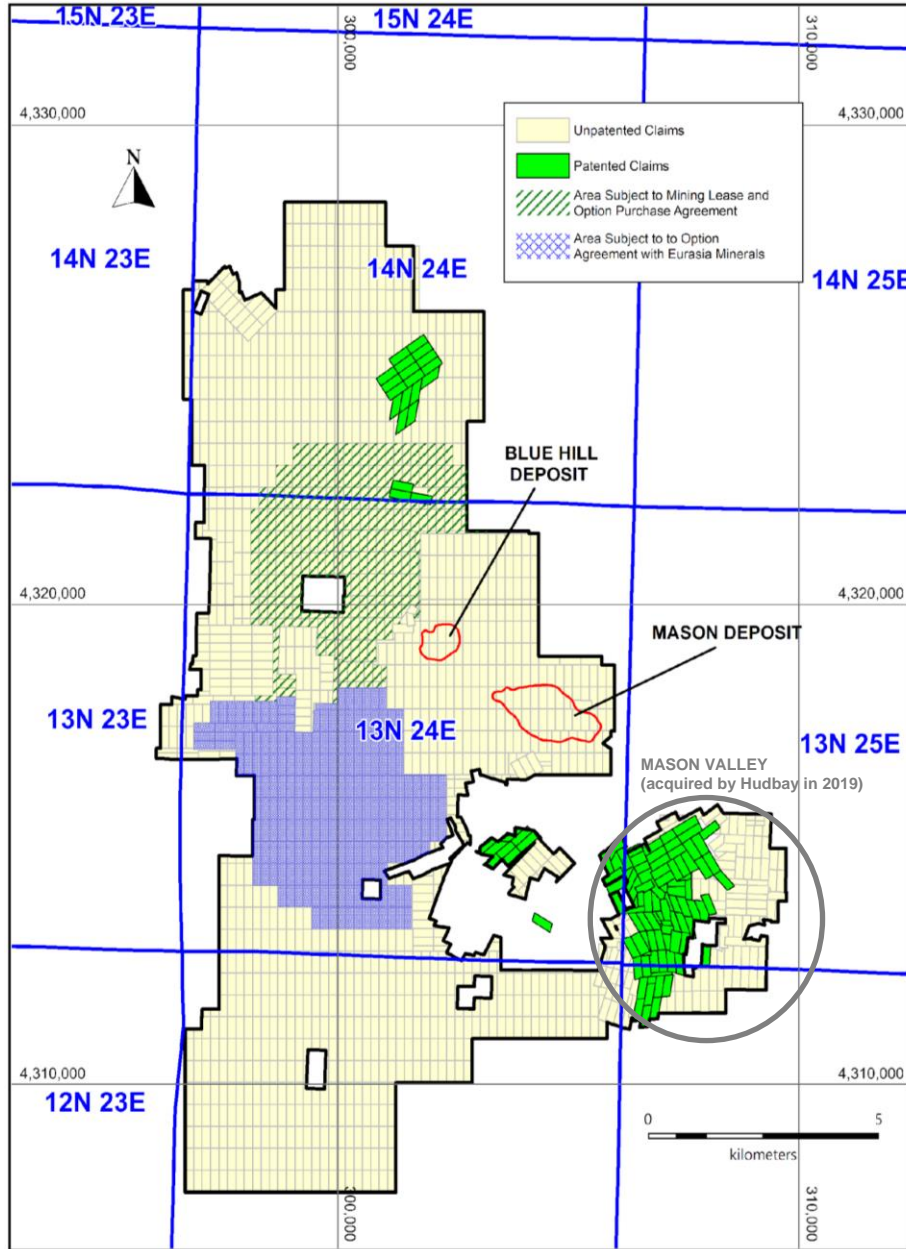 15N 23E
15N 24E
300,000
310,000
4,330,000
4,330,000
Unpatented Claims
Patented Claims
Area Subject to Mining Lease and
Option Purchase Agreement
Area Subject to to Option
Agreement with Eurasia Minerals
N
14N 23E
14N 24E
14N 25E
BLUE HILL
DEPOSIT
4,320,000
4,320,000
MASON DEPOSIT
13N 23E
13N 24E
13N 25E
MASON VALLEY
(acquired by Hudbay in 2019)
4,310,000
4,310,000
12N 23E
0
5
kilometers
300,000
310,000